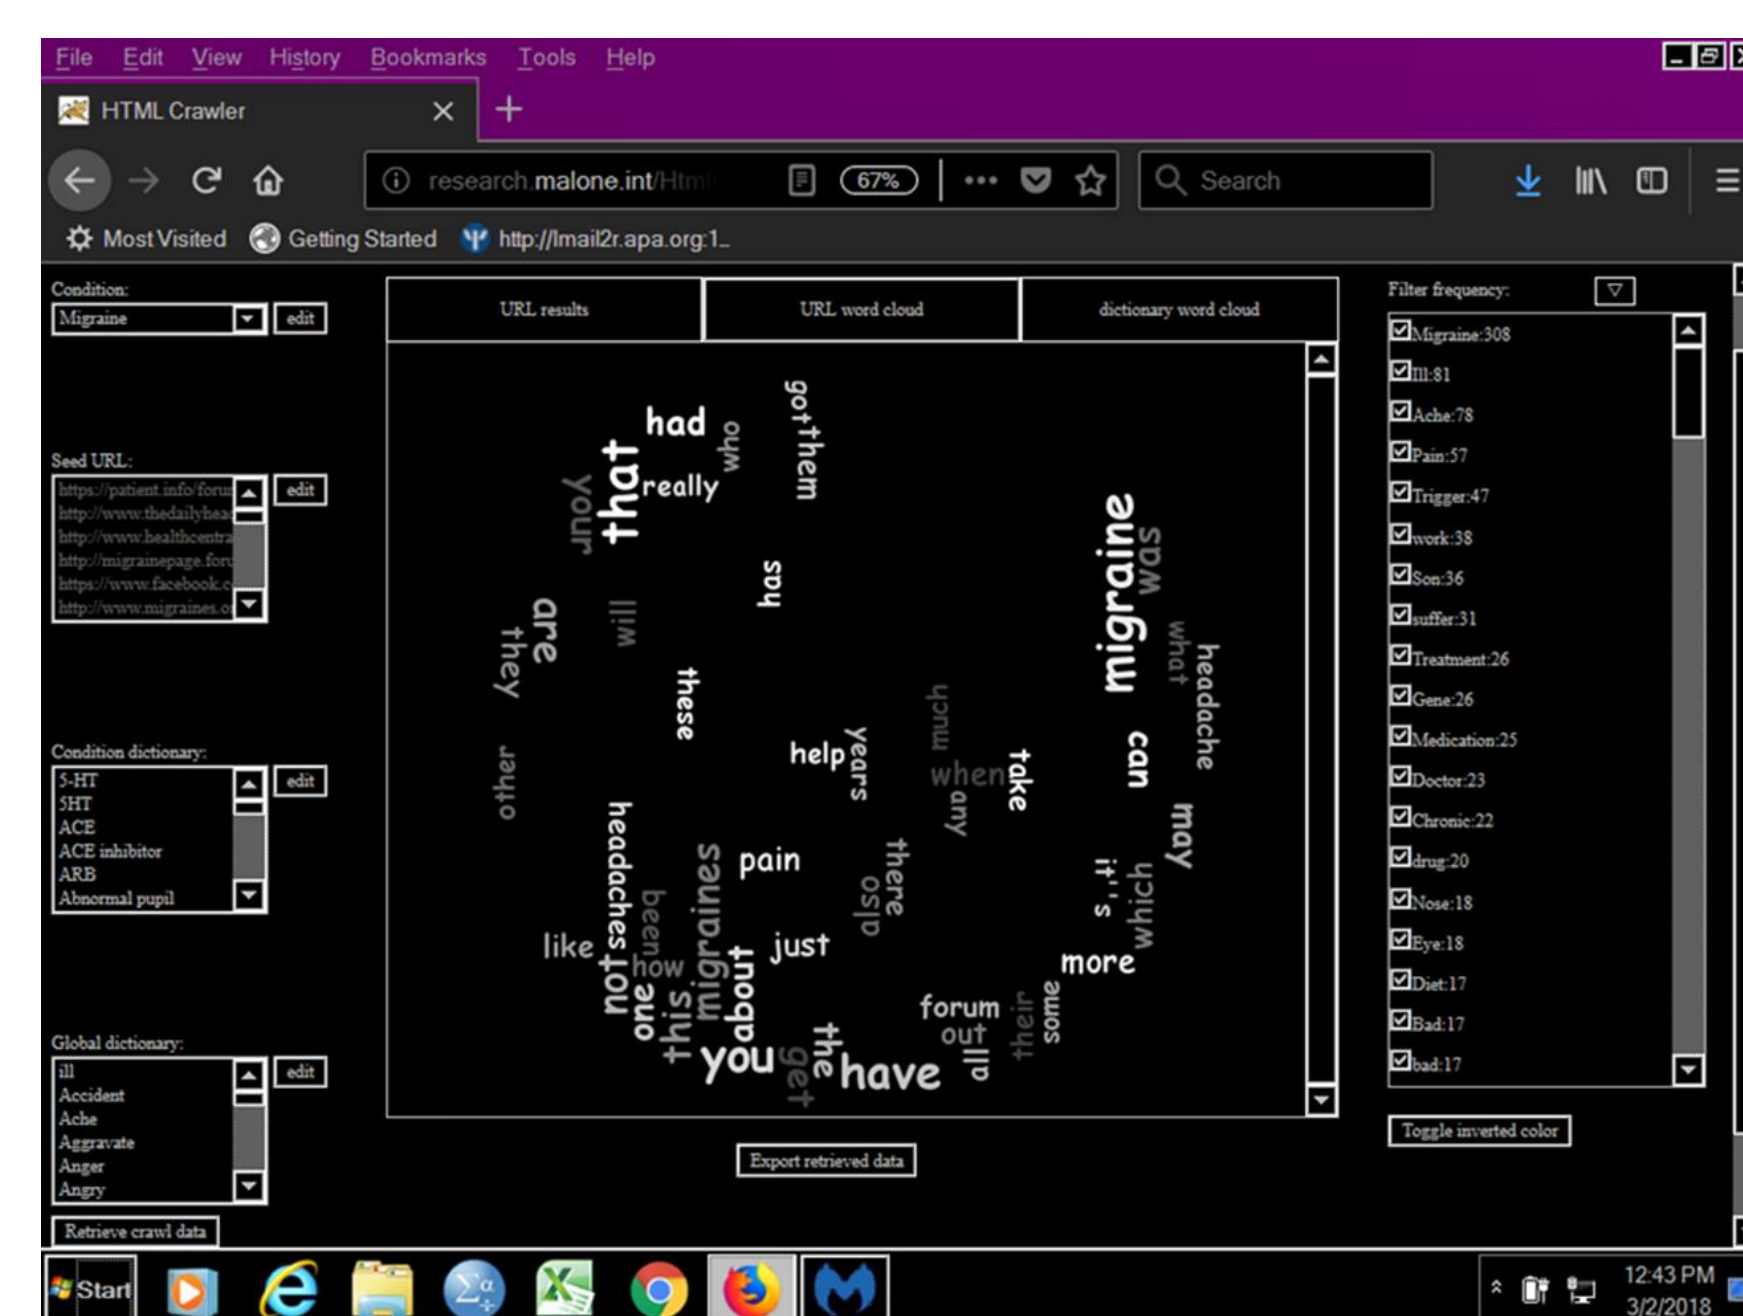 File Edit View History Bookmarks Tools Help
HTML Crawler
research.malone.int/Html
67%
Search
Most Visited Getting Started http://lmail2r.apa.org:1...
Condition:
Migraine
edit
Seed URL:
https://patient.info/foru
http://www.thedailyhea
http://www.healthcentra
http://migrainepage.foru
https://www.facebook.c
http://www.migraines.o
edit
Condition dictionary:
5-HT
5HT
ACE
ACE inhibitor
ARB
Abnormal pupil
edit
Global dictionary:
ill
Accident
Ache
Aggravate
Anger
Angry
edit
Retrieve crawl data
URL results
URL word cloud
dictionary word cloud
had
who
got
them
that
really
your
has
migraine
was
are
they
will
what
headache
these
much
other
help
years
when
any
take
can
headaches
may
pain
there
also
it''s
which
been
migraines
like
just
not
how
about
more
one
this
forum
out
their
some
you
get
the
have
all
Export retrieved data
Filter frequency:
Migraine:308
Ill:81
Ache:78
Pain:57
Trigger:47
work:38
Son:36
suffer:31
Treatment:26
Gene:26
Medication:25
Doctor:23
Chronic:22
drug:20
Nose:18
Eye:18
Diet:17
Bad:17
bad:17
Toggle inverted color
Start
12:43 PM
3/2/2018